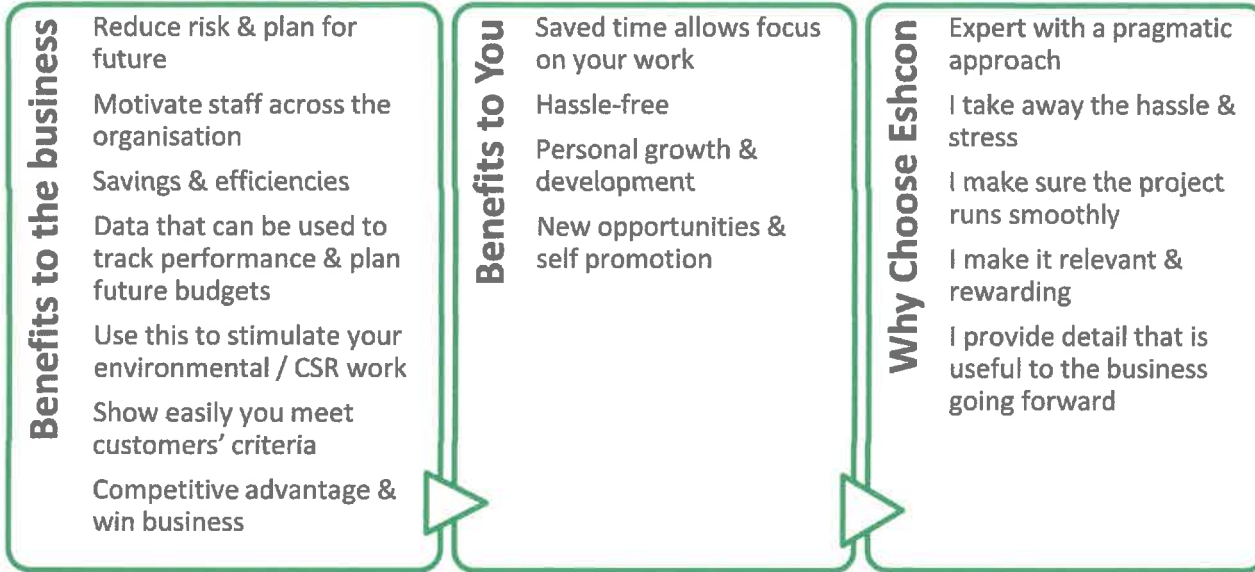 Benefits to the business
Reduce risk & plan for
future
Motivate staff across the
organisation
Savings & efficiencies
Data that can be used to
track performance & plan
future budgets
Use this to stimulate your
environmental / CSR work
Show easily you meet
customers’ criteria
Competitive advantage &
win business
Benefits to You
Saved time allows focus
on your work
Hassle-free
Personal growth &
development
New opportunities &
self promotion
Why Choose Eshcon
Expert with a pragmatic
approach
I take away the hassle &
stress
I make sure the project
runs smoothly
I make it relevant &
rewarding
I provide detail that is
useful to the business
going forward